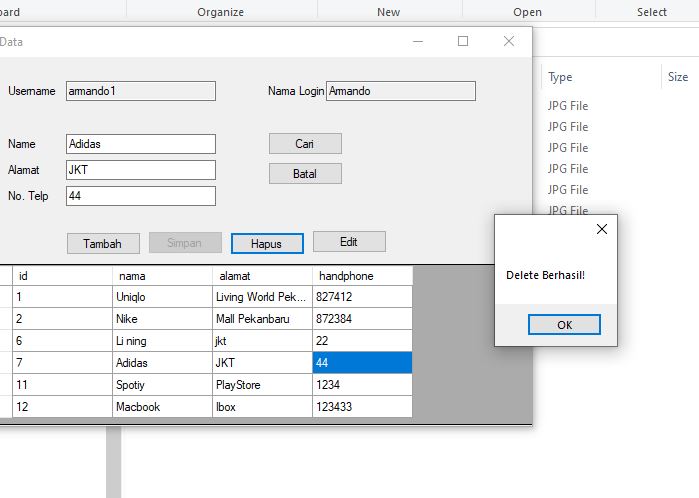 oard Organize New Open Select
Data
Username armando1 Nama Login Armando
Type Size
JPG File
Name Adidas Cari
JPG File
Alamat JKT Batal
JPG File
No. Telp 44
JPG File
JPG File
JPG File
Tambah Simpan Hapus Edit
Delete Berhasil!
OK
id nama alamat handphone
1 Uniqlo Living World Pek... 827412
2 Nike Mall Pekanbaru 872384
6 Li ning jkt 22
7 Adidas JKT 44
11 Spotiy PlayStore 1234
12 Macbook Ibox 123433